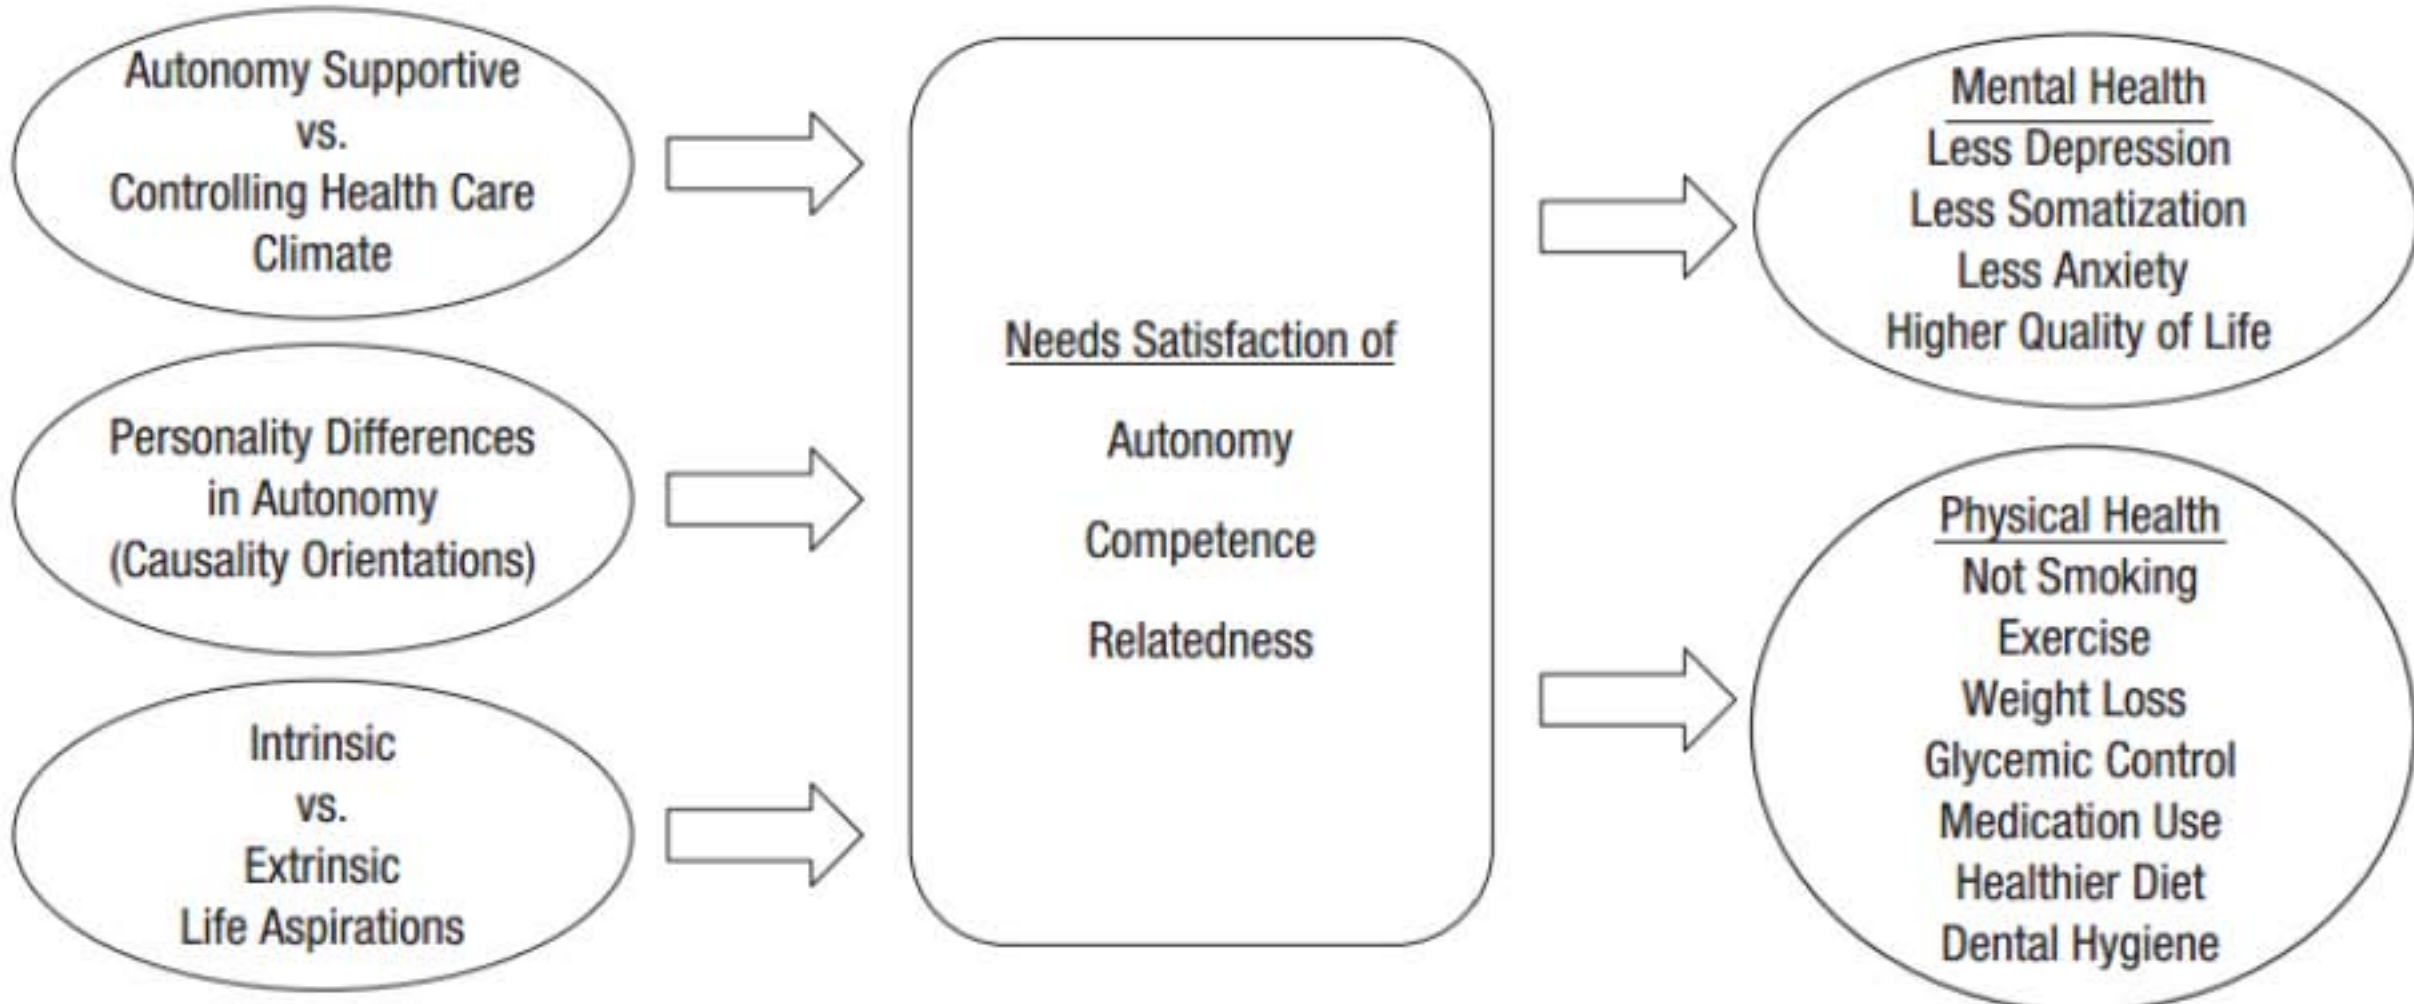 Autonomy Supportive
vs.
Controlling Health Care
Climate
Personality Differences
in Autonomy
(Causality Orientations)
Intrinsic
vs.
Extrinsic
Life Aspirations
Needs Satisfaction of
Autonomy
Competence
Relatedness
Mental Health
Less Depression
Less Somatization
Less Anxiety
Higher Quality of Life
Physical Health
Not Smoking
Exercise
Weight Loss
Glycemic Control
Medication Use
Healthier Diet
Dental Hygiene